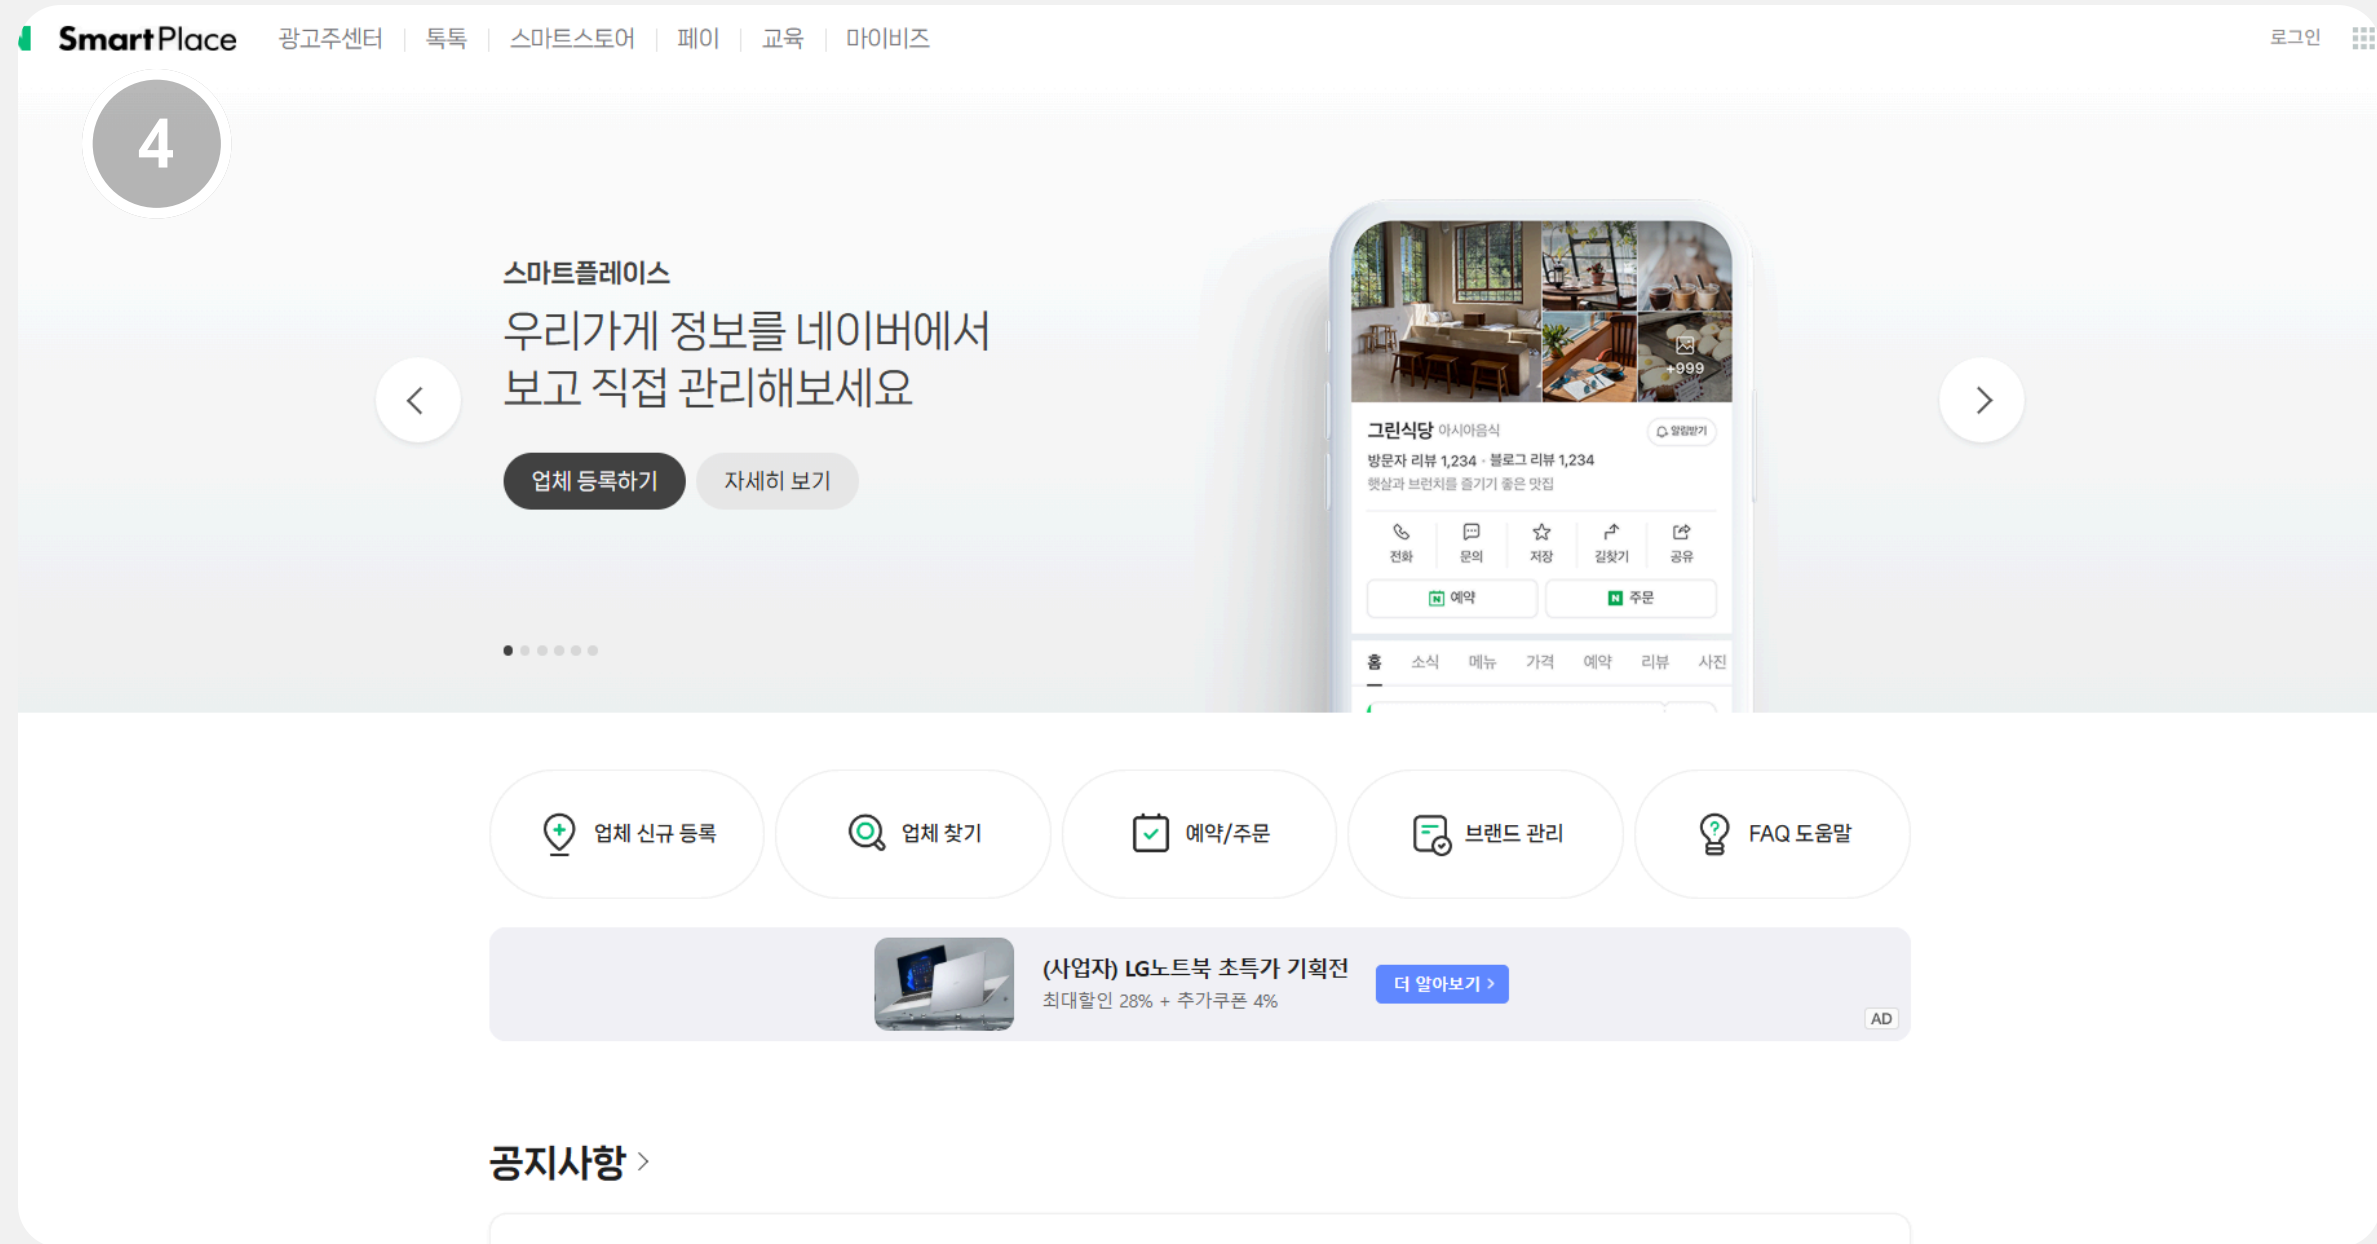 SmartPlace 광고주센터 톡톡 스마트스토어 페이 교육 마이비즈 로그인
4
스마트플레이스
우리가게 정보를 네이버에서
보고 직접 관리해보세요
업체 등록하기 자세히 보기
+999
그린식당 아시아음식 알림받기
방문자 리뷰 1,234 · 블로그 리뷰 1,234
햇살과 브런치를 즐기기 좋은 맛집
전화 문의 저장 길찾기 공유
N 예약 N 주문
홈 소식 메뉴 가격 예약 리뷰 사진
업체 신규 등록 업체 찾기 예약/주문 브랜드 관리 FAQ 도움말
(사업자) LG노트북 초특가 기획전
최대할인 28% + 추가쿠폰 4%
더 알아보기 >
AD
공지사항 >